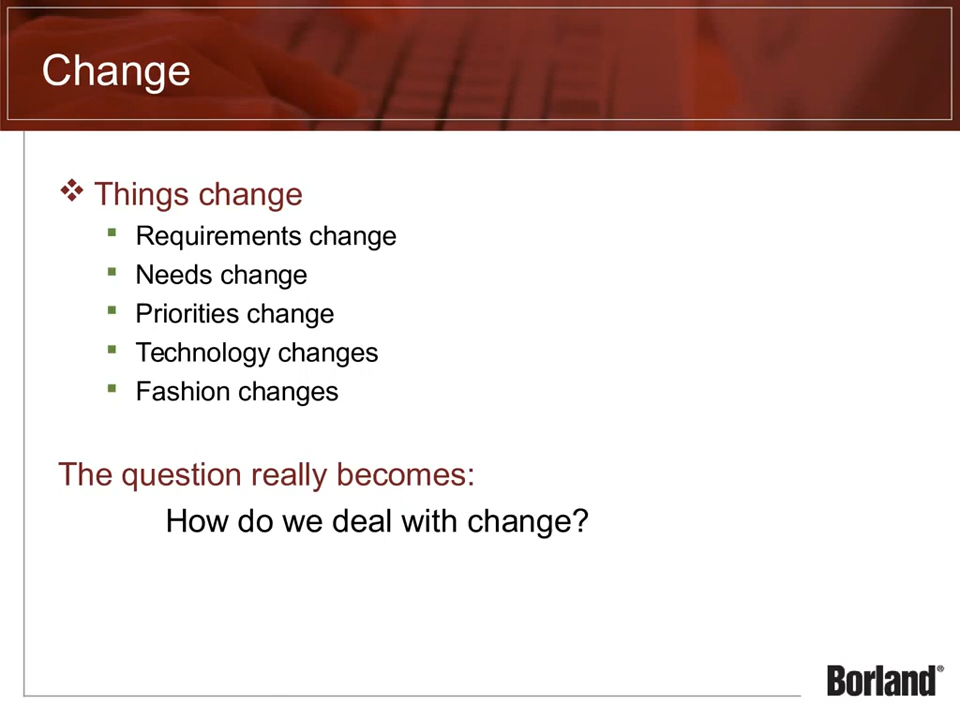 Change
Things change
Requirements change
Needs change
Priorities change
Technology changes
Fashion changes
The question really becomes:
How do we deal with change?
Borland®